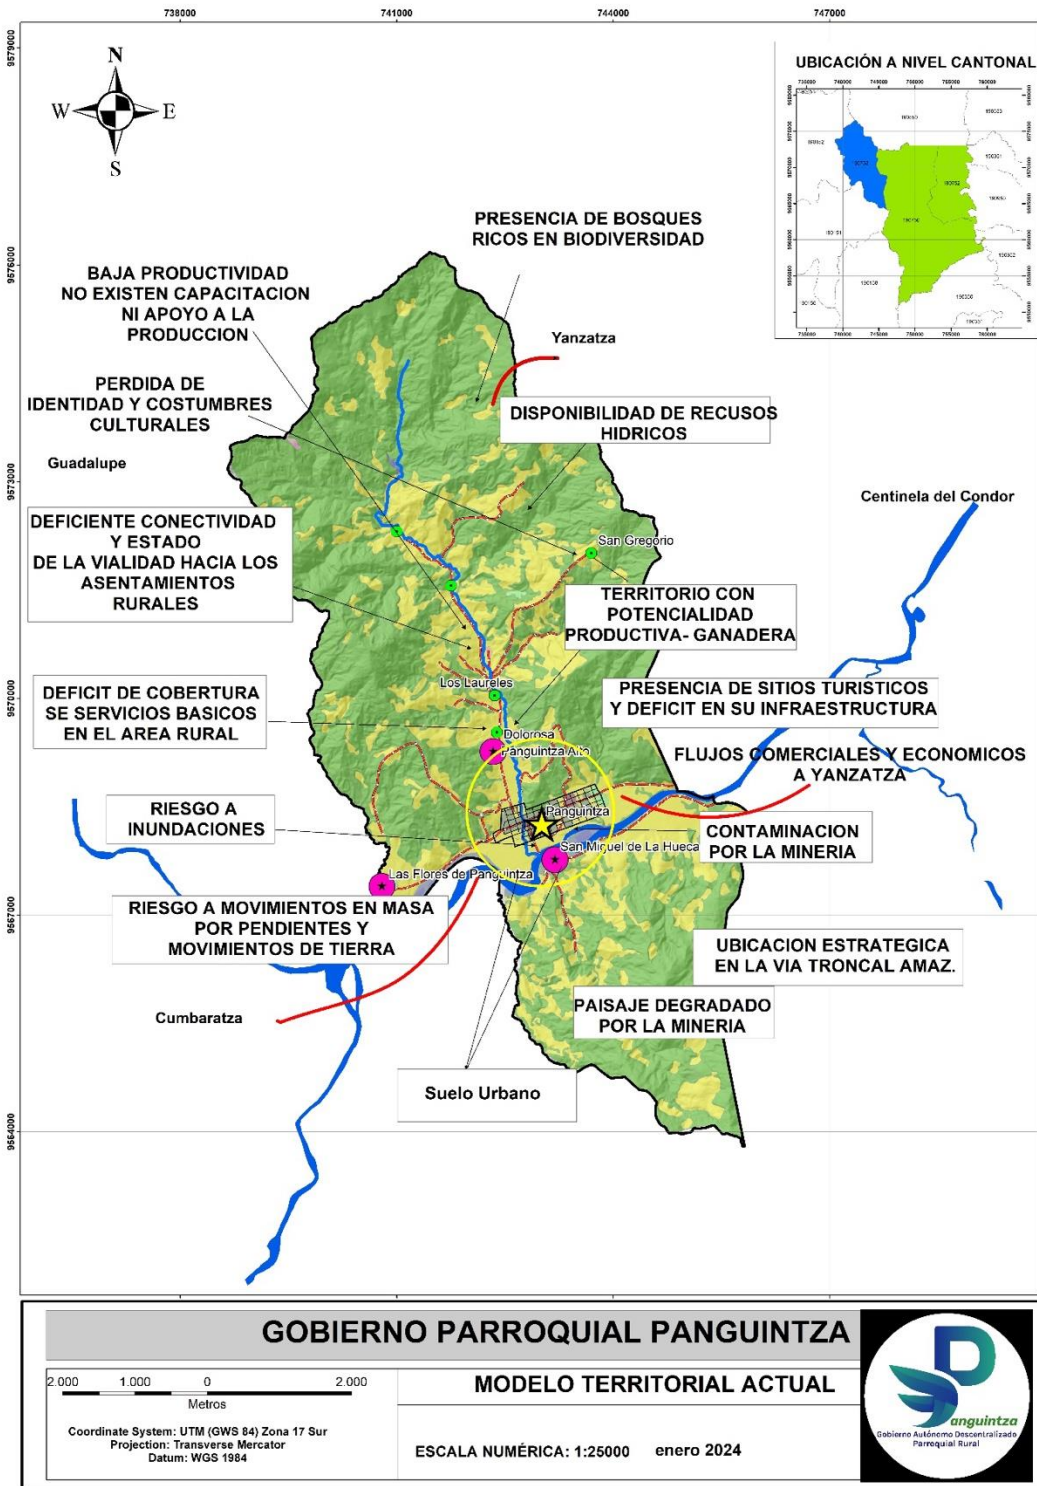 738000 741000 744000 747000
9579000
9576000
9573000
9570000
9564000
N
W E
S
UBICACIÓN A NIVEL CANTONAL
PRESENCIA DE BOSQUES
RICOS EN BIODIVERSIDAD
BAJA PRODUCTIVIDAD
NO EXISTEN CAPACITACION
NI APOYO A LA
PRODUCCION
Yanzatza
PERDIDA DE
IDENTIDAD Y COSTUMBRES
CULTURALES
DISPONIBILIDAD DE RECUSOS
HIDRICOS
Guadalupe
Centinela del Condor
DEFICIENTE CONECTIVIDAD
Y ESTADO
DE LA VIALIDAD HACIA LOS
ASENTAMIENTOS
RURALES
San Gregorio
TERRITORIO CON
POTENCIALIDAD
PRODUCTIVA- GANADERA
Los Laureles
DEFICIT DE COBERTURA
SE SERVICIOS BASICOS
EN EL AREA RURAL
PRESENCIA DE SITIOS TURISTICOS
Y DEFICIT EN SU INFRAESTRUCTURA
Dolorosa
Panguintza Alto
FLUJOS COMERCIALES Y ECONOMICOS
A YANZATZA
RIESGO A
INUNDACIONES
Panguintza
CONTAMINACION
POR LA MINERIA
San Miguel de La Hueca
Las Flores de Panguintza
RIESGO A MOVIMIENTOS EN MASA
POR PENDIENTES Y
MOVIMIENTOS DE TIERRA
UBICACION ESTRATEGICA
EN LA VIA TRONCAL AMAZ.
PAISAJE DEGRADADO
POR LA MINERIA
Cumbaratza
Suelo Urbano
GOBIERNO PARROQUIAL PANGUINTZA
2.000 1.000 0 2.000
Metros
Coordinate System: UTM (GWS 84) Zona 17 Sur
Projection: Transverse Mercator
Datum: WGS 1984
MODELO TERRITORIAL ACTUAL
ESCALA NUMÉRICA: 1:25000 enero 2024
Panguintza
Gobierno Autónomo Descentralizado
Parroquial Rural